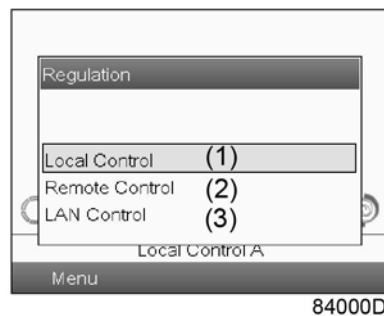 Regulation
Local Control (1)
Remote Control (2)
LAN Control (3)
Local Control A
Menu
84000D